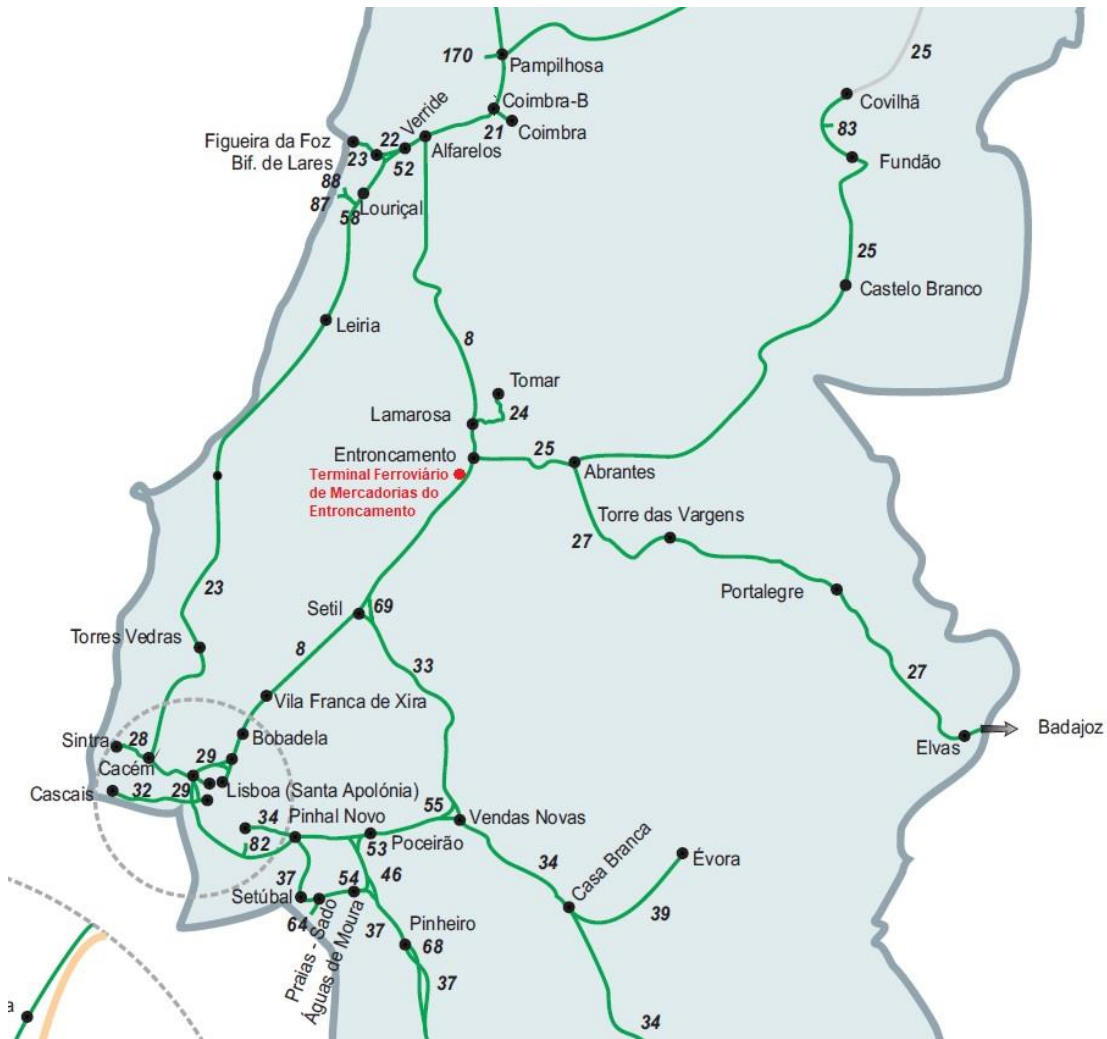 170
Pampilhosa
25
Covilhã
Coimbra-B
Verride
21
Coimbra
83
Figueira da Foz
22
Alfarelos
Bif. de Lares
23
52
Fundão
88
87
Louriçal
58
25
Castelo Branco
Leiria
8
Tomar
24
Lamarosa
Entroncamento
25
Abrantes
Terminal Ferroviário
de Mercadorias do
Entroncamento
Torre das Vargens
27
Portalegre
23
Setil
69
Torres Vedras
8
33
27
Vila Franca de Xira
Badajoz
Sintra
28
Bobadela
Elvas
29
Cacém
Cascais
32
29
Lisboa (Santa Apolónia)
55
34
Pinhal Novo
Vendas Novas
Poceirão
82
53
34
Casa Branca
Évora
37
54
46
Setúbal
39
64
Praias - Sado
Águas de Moura
37
Pinheiro
68
37
34
a